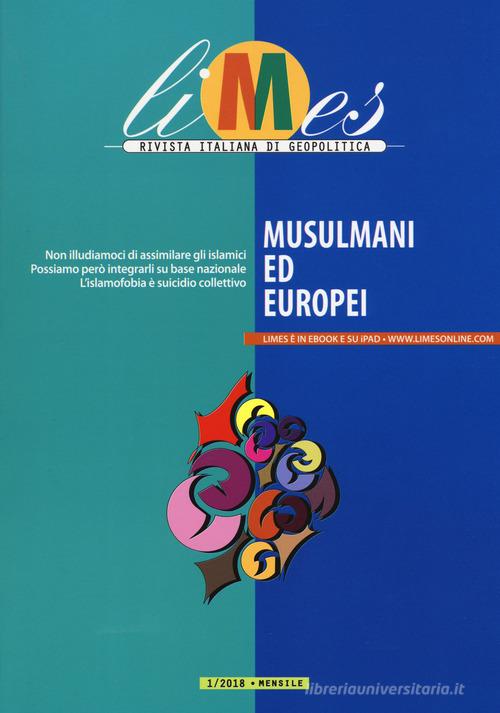 liMes
RIVISTA ITALIANA DI GEOPOLITICA
MUSULMANI
ED
EUROPEI
Non illudiamoci di assimilare gli islamici
Possiamo però integrarli su base nazionale
L'islamofobia è suicidio collettivo
LIMES È IN EBOOK E SU iPAD • WWW.LIMESONLINE.COM
1/2018 • MENSILE
libreriauniversitaria.it